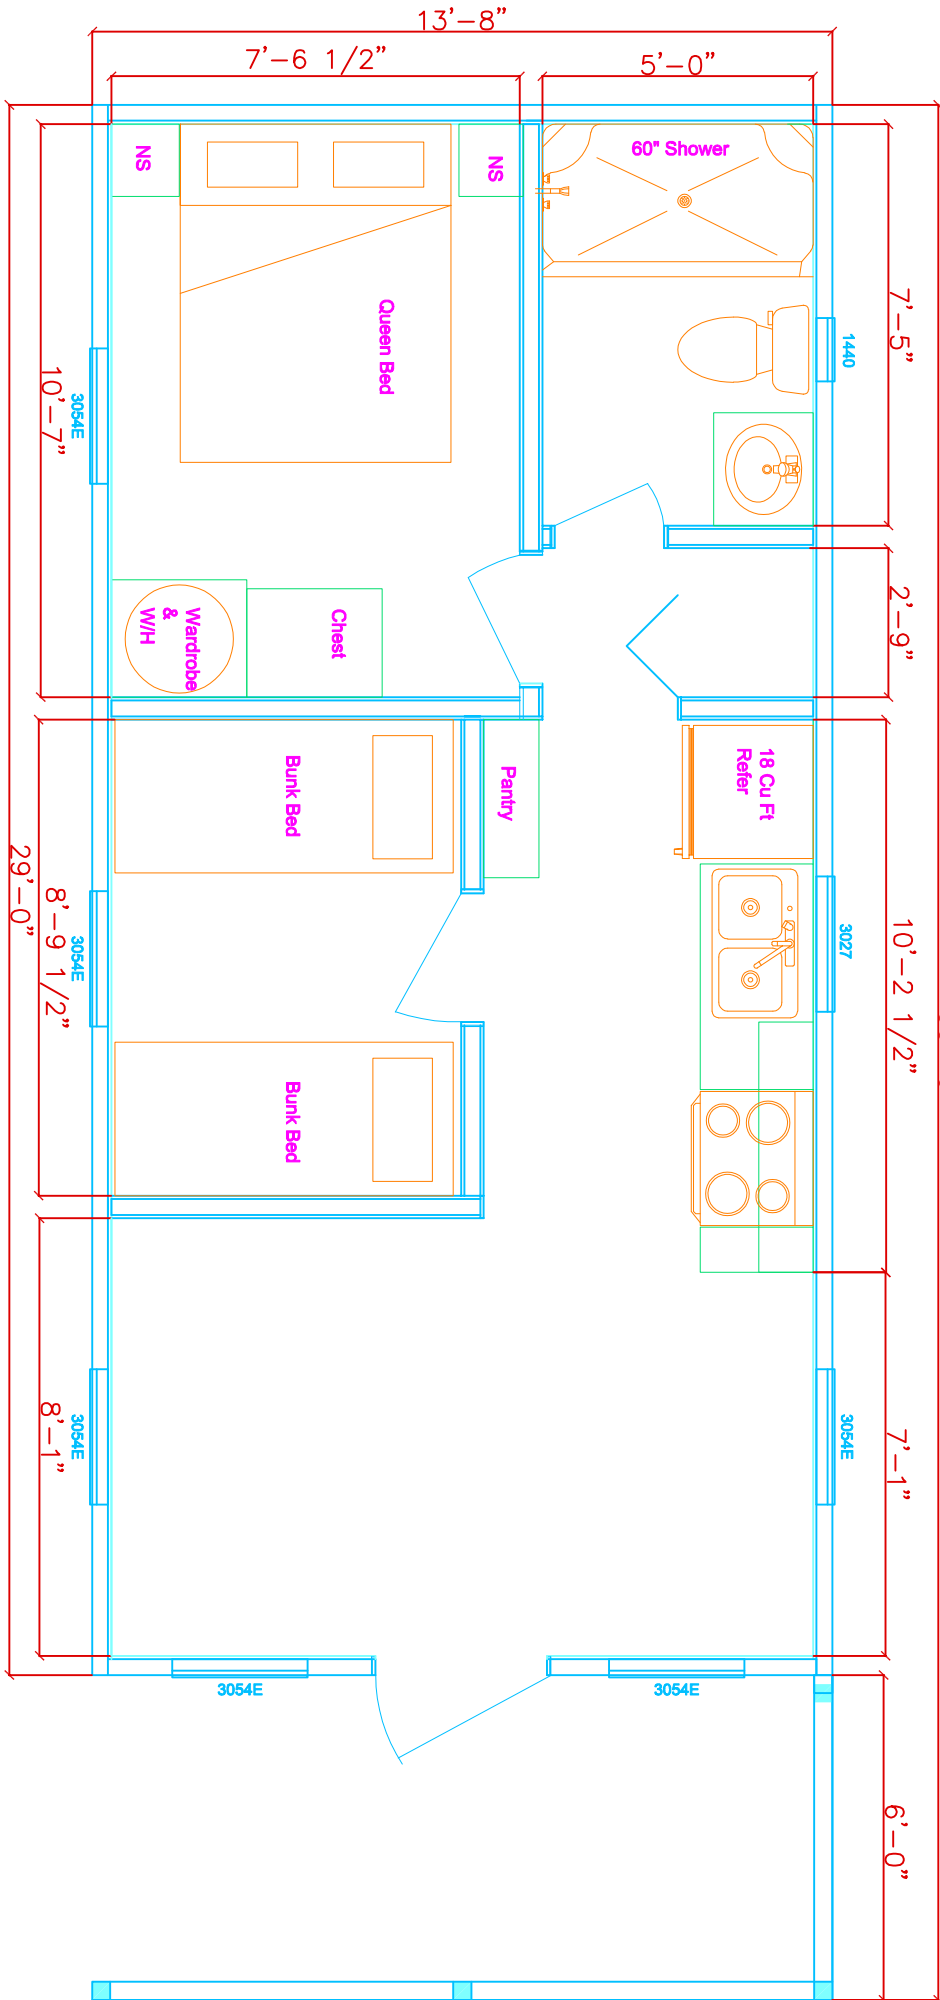 13'-8"
7'-6 1/2"
5'-0"
NS
NS
60" Shower
Queen Bed
7'-5"
1440
3054E
10'-7"
2'-9"
Wardrobe
&
W/H
Chest
Bunk Bed
Pantry
18 Cu Ft
Refer
29'-0"
8'-9 1/2"
3054E
3027
10'-2 1/2"
Bunk Bed
8'-1"
3054E
3054E
7'-1"
3054E
3054E
6'-0"